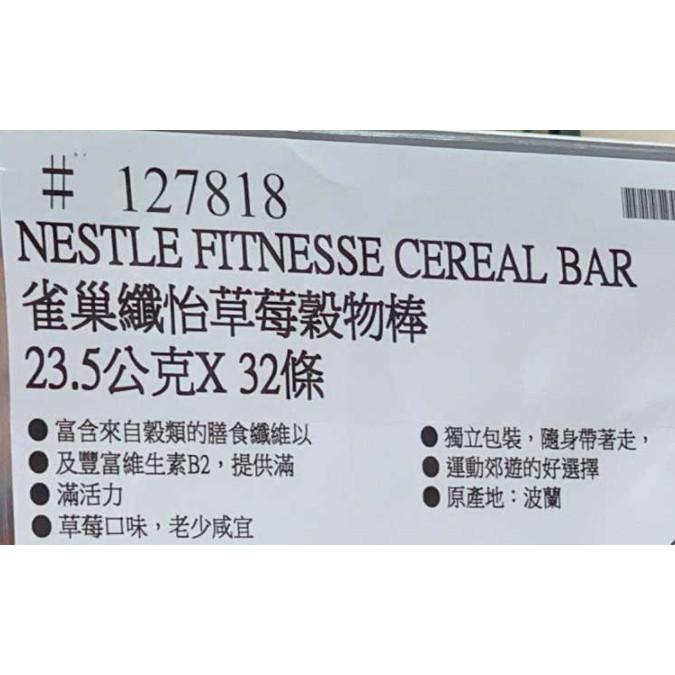 # 127818
NESTLE FITNESSE CEREAL BAR
雀巢纖怡草莓穀物棒
23.5公克X 32條
●富含來自穀類的膳食纖維以
●及豐富維生素B2，提供滿
●滿活力
●草莓口味，老少咸宜
●獨立包裝，隨身帶著走，
●運動郊遊的好選擇
●原產地：波蘭